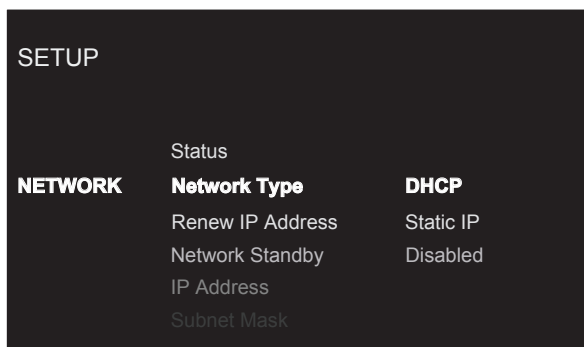 SETUP
Status
NETWORK Network Type DHCP
Renew IP Address Static IP
Network Standby Disabled
IP Address
Subnet Mask